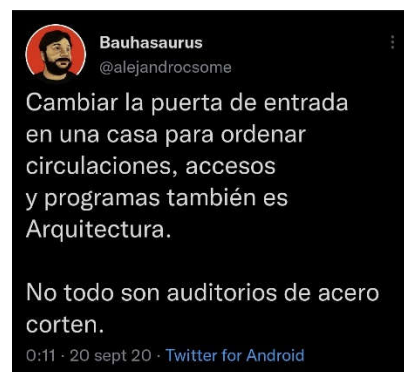 Bauhasaurus
@alejandrocsome
Cambiar la puerta de entrada
en una casa para ordenar
circulaciones, accesos
y programas también es
Arquitectura.
No todo son auditorios de acero
corten.
0:11 · 20 sept 20 · Twitter for Android